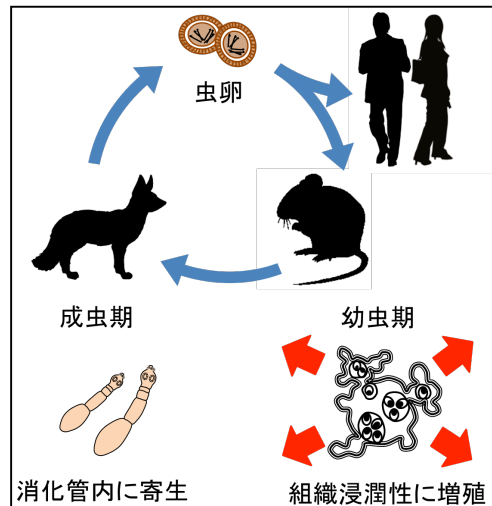 虫卵
成虫期
幼虫期
消化管内に寄生
組織浸潤性に増殖